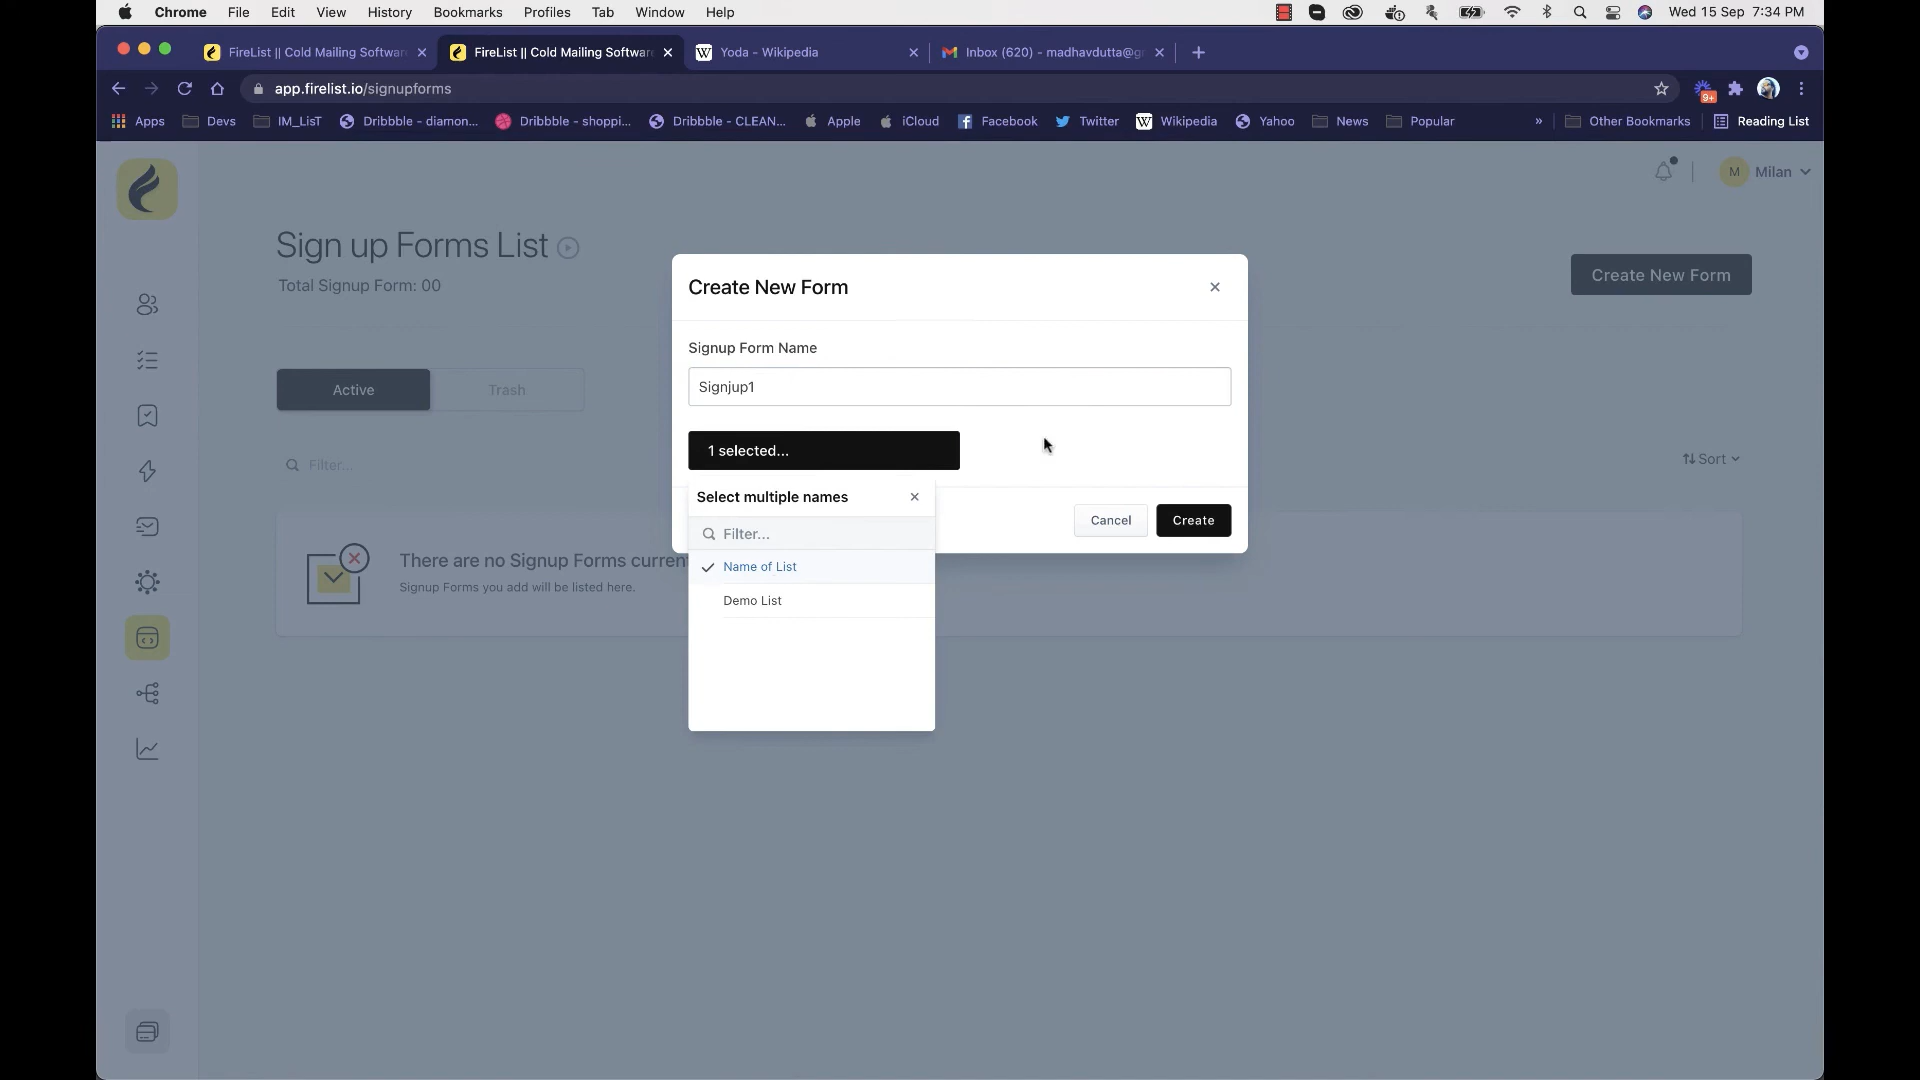 Chrome File Edit View History Bookmarks Profiles Tab Window Help Wed 15 Sep 7:34 PM
FireList || Cold Mailing Softwar FireList || Cold Mailing Softwar Yoda - Wikipedia Inbox (620) - madhavdutta@g
app.firelist.io/signupforms 9+
Apps Devs IM_LisT Dribbble - diamon... Dribbble - shoppi... Dribbble - CLEAN... Apple iCloud Facebook Twitter Wikipedia Yahoo News Popular » Other Bookmarks Reading List
M Milan
Sign up Forms List
Total Signup Form: 00
Create New Form
Create New Form
Signup Form Name
Signjup1
Active Trash
1 selected...
Filter... Sort
Select multiple names
Cancel Create
Filter...
There are no Signup Forms curren
Name of List
Signup Forms you add will be listed here.
Demo List